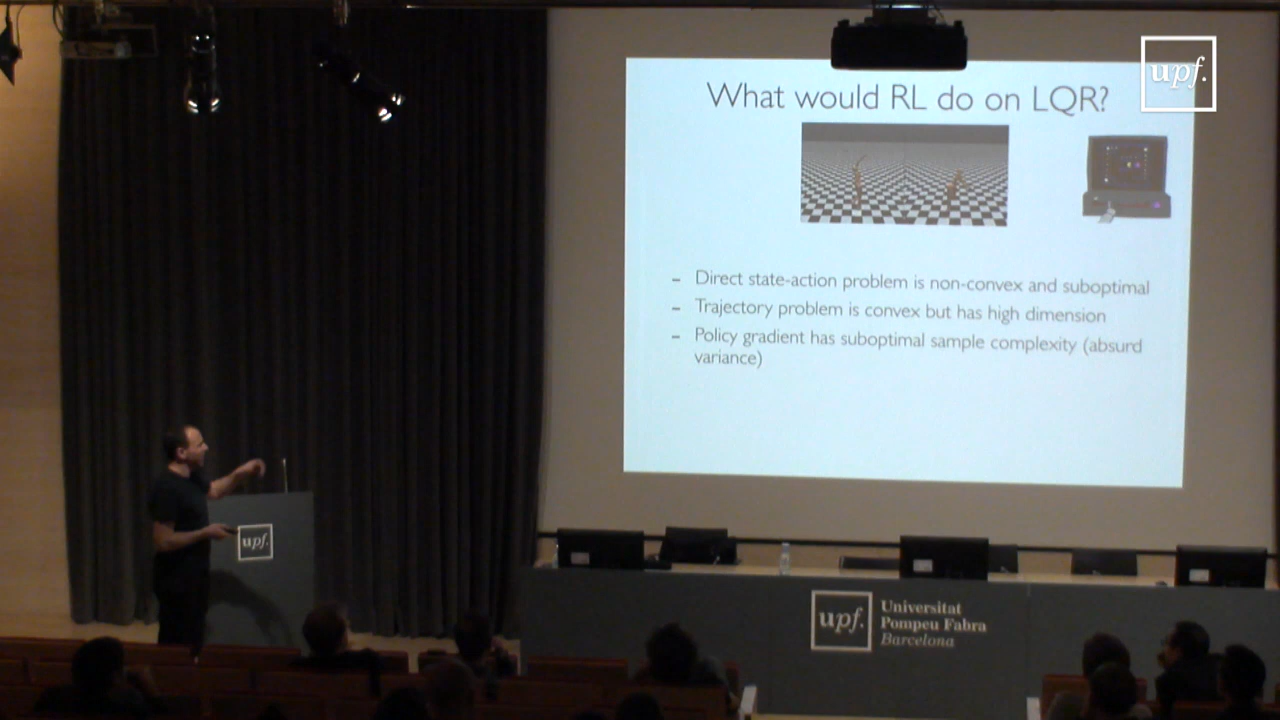 What would RL do on LQR?
upf.
- Direct state-action problem is non-convex and suboptimal
- Trajectory problem is convex but has high dimension
- Policy gradient has suboptimal sample complexity (absurd
variance)
upf.
upf.
Universitat
Pompeu Fabra
Barcelona